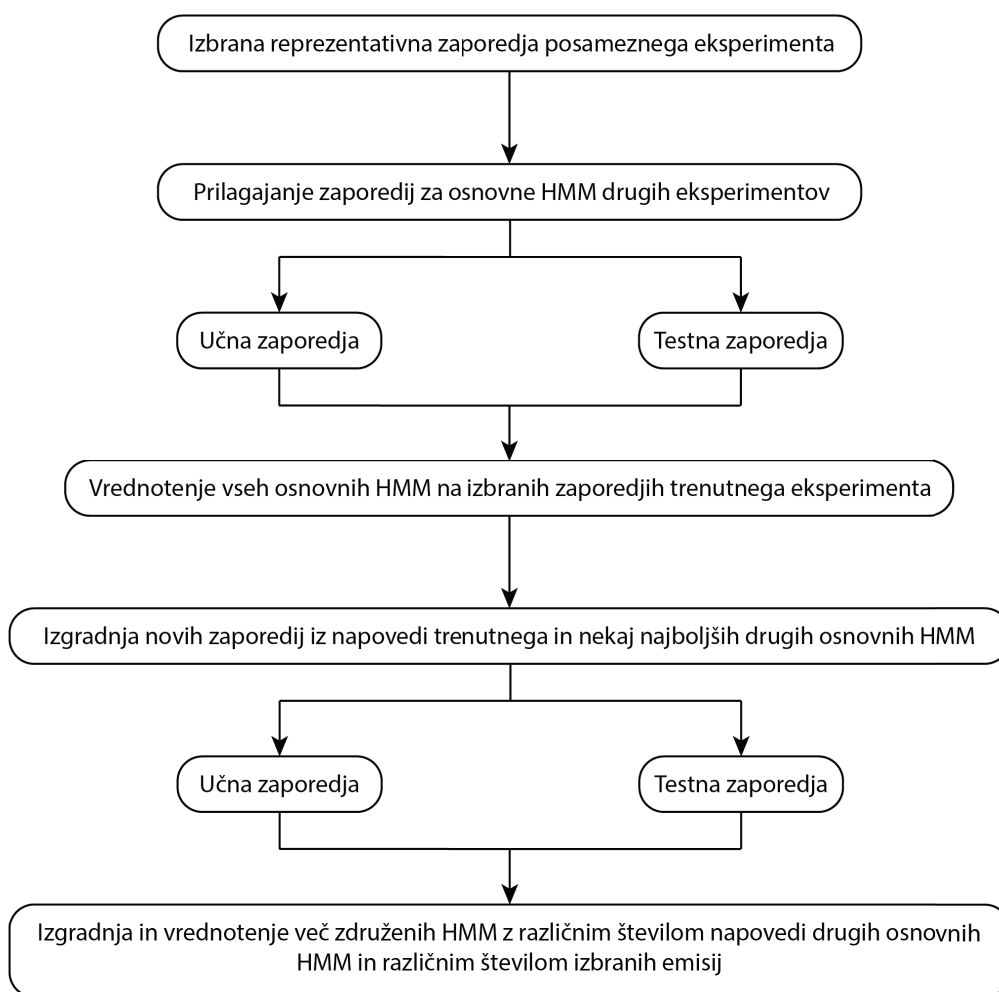 Izbrana reprezentativna zaporedja posameznega eksperimenta
Prilagajanje zaporedij za osnovne HMM drugih eksperimentov
Učna zaporedja
Testna zaporedja
Vrednotenje vseh osnovnih HMM na izbranih zaporedjih trenutnega eksperimenta
Izgradnja novih zaporedij iz napovedi trenutnega in nekaj najboljših drugih osnovnih HMM
Učna zaporedja
Testna zaporedja
Izgradnja in vrednotenje več združenih HMM z različnim številom napovedi drugih osnovnih
HMM in različnim številom izbranih emisij